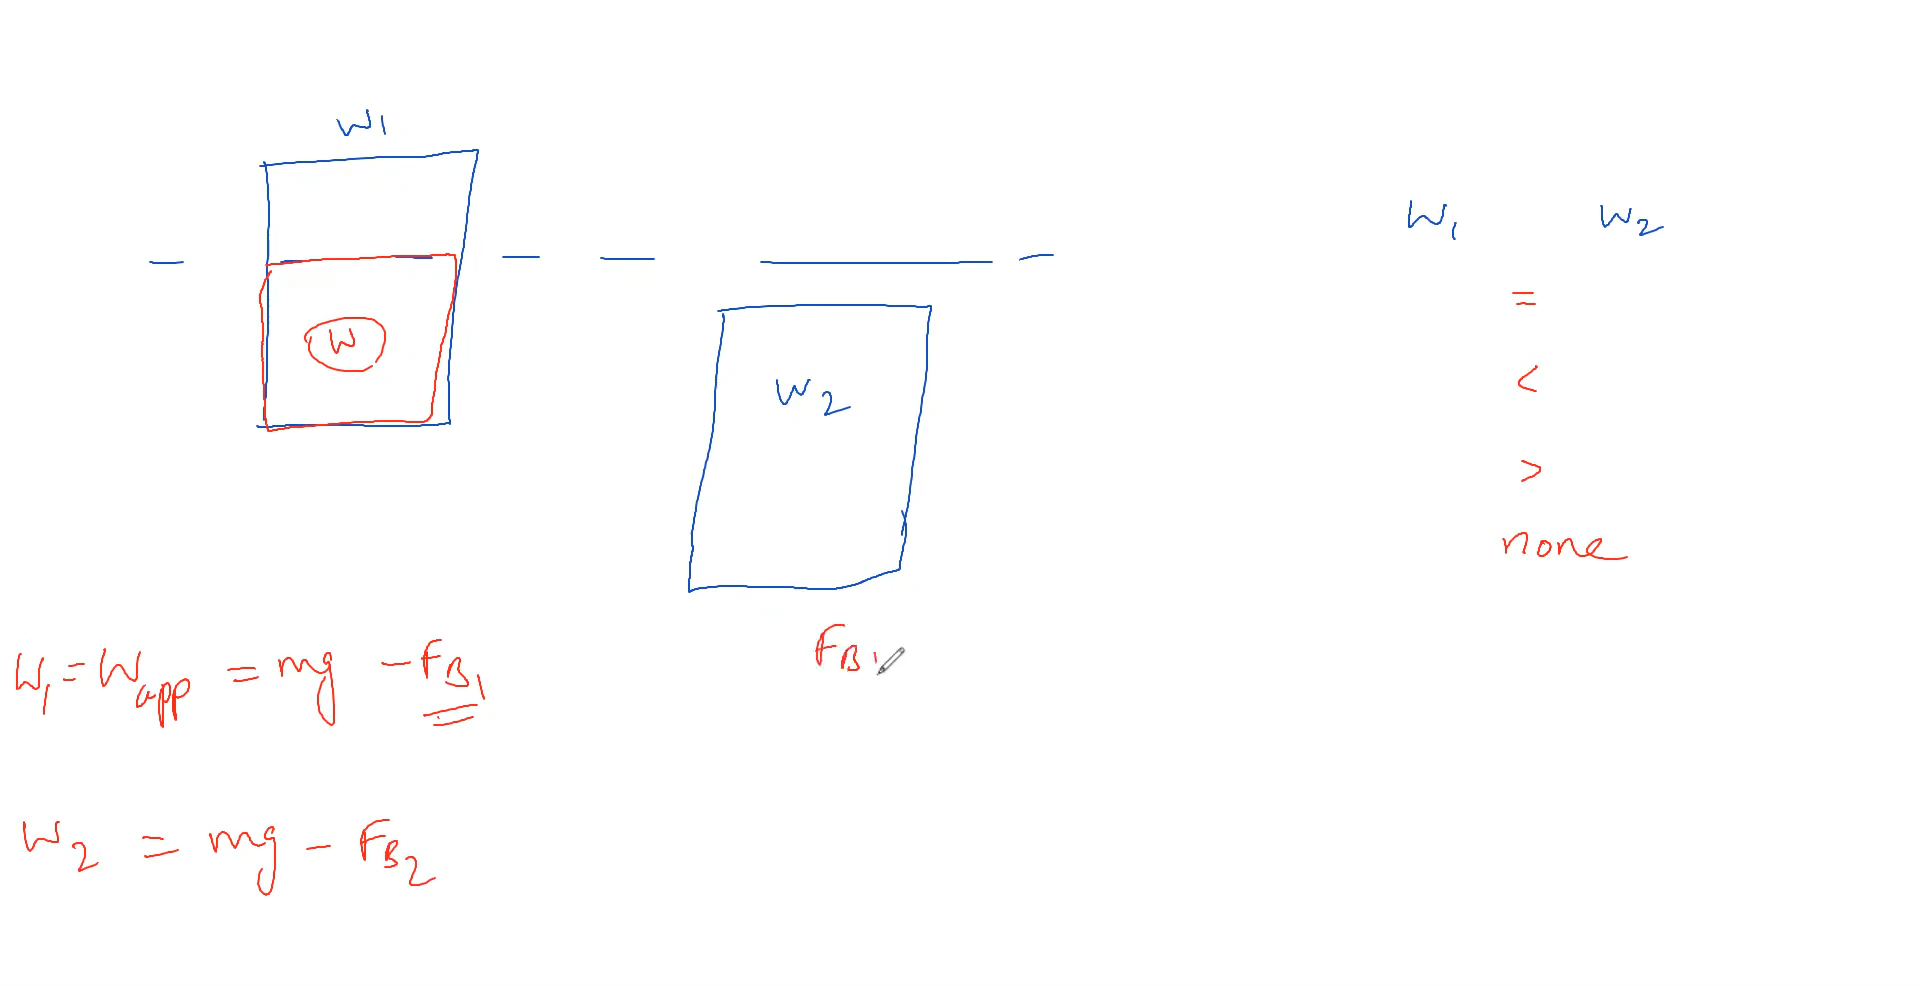 W1
W1 W2
=
W
<
W2
>
none
W1 = Wapp = mg - FB1
FB1
W2 = mg - FB2